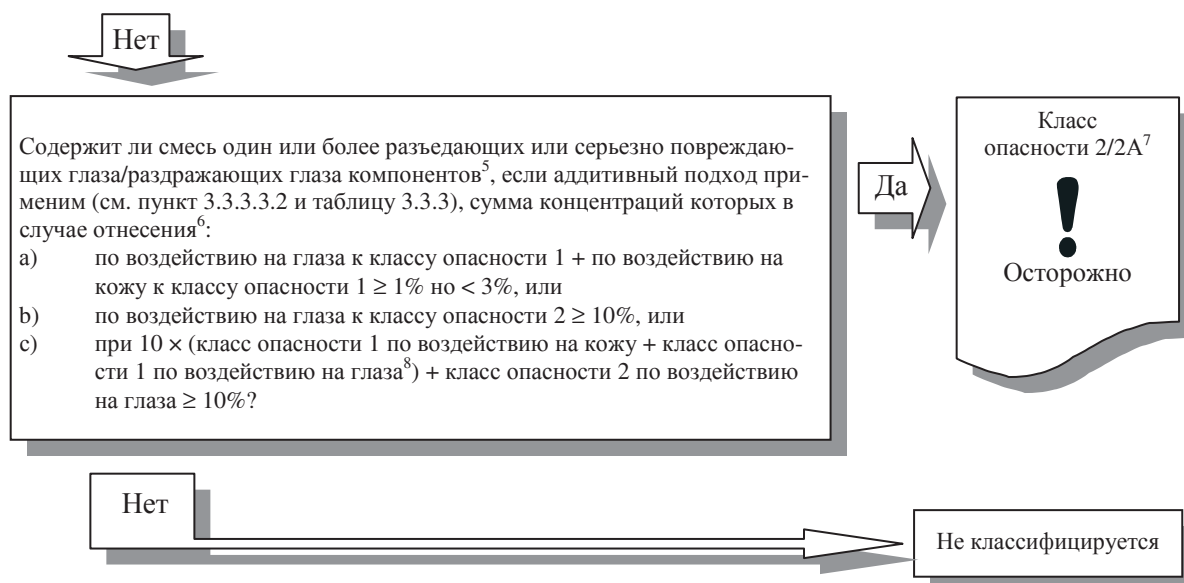 Нет
Содержит ли смесь один или более разъедающих или серьезно повреждаю-
щих глаза/раздражающих глаза компонентов⁵, если аддитивный подход при-
меним (см. пункт 3.3.3.3.2 и таблицу 3.3.3), сумма концентраций которых в
случае отнесения⁶:
a) по воздействию на глаза к классу опасности 1 + по воздействию на
кожу к классу опасности 1 ≥ 1% но < 3%, или
b) по воздействию на глаза к классу опасности 2 ≥ 10%, или
c) при 10 × (класс опасности 1 по воздействию на кожу + класс опасно-
сти 1 по воздействию на глаза⁸) + класс опасности 2 по воздействию
на глаза ≥ 10%?
Да
Класс
опасности 2/2A⁷
!
Осторожно
Нет
Не классифицируется